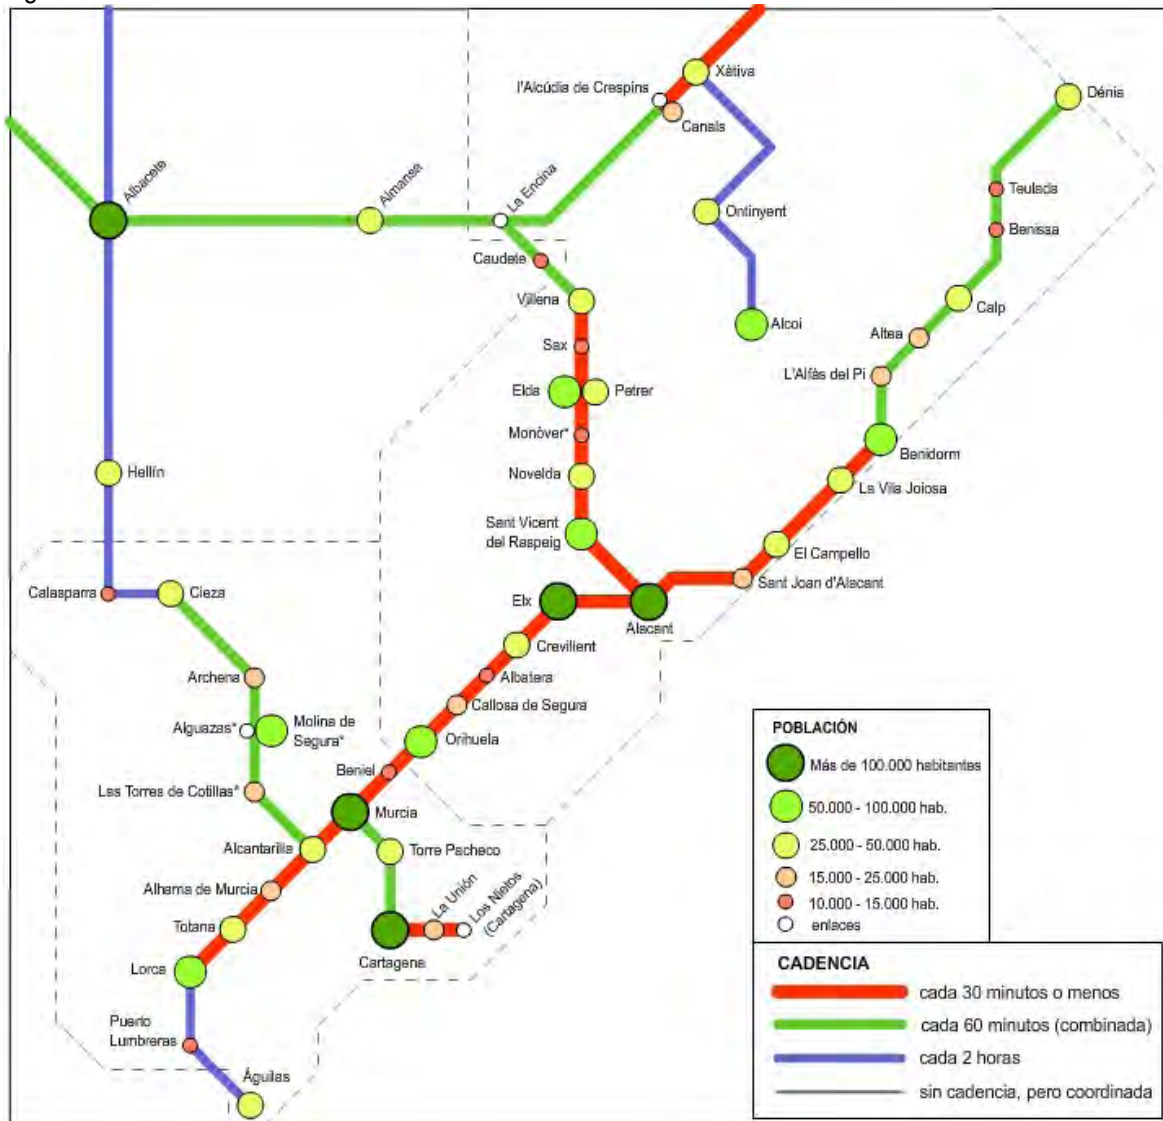 Xàtiva
l'Alcúdia de Crespins
Canals
Dénia
Albacete
Almansa
La Encina
Teulada
Ontinyent
Benissa
Caudete
Villena
Calp
Alcoi
Altea
Sax
L'Alfàs del Pi
Elda
Petrer
Monòver*
Benidorm
Hellín
Novelda
La Vila Joiosa
Sant Vicent
del Raspeig
El Campello
Sant Joan d'Alacant
Calasparra
Cieza
Elx
Alacant
Crevillent
Archena
Albatera
Callosa de Segura
Alguazas*
Molina de
Segura*
Orihuela
Beniel
Las Torres de Cotillas*
Murcia
Alcantarilla
Torre Pacheco
Alhama de Murcia
La Unión
Los Nietos
(Cartagena)
Totana
Cartagena
Lorca
Puerto
Lumbreras
Águilas
POBLACIÓN
Más de 100.000 habitantes
50.000 - 100.000 hab.
25.000 - 50.000 hab.
15.000 - 25.000 hab.
10.000 - 15.000 hab.
enlaces
CADENCIA
cada 30 minutos o menos
cada 60 minutos (combinada)
cada 2 horas
sin cadencia, pero coordinada